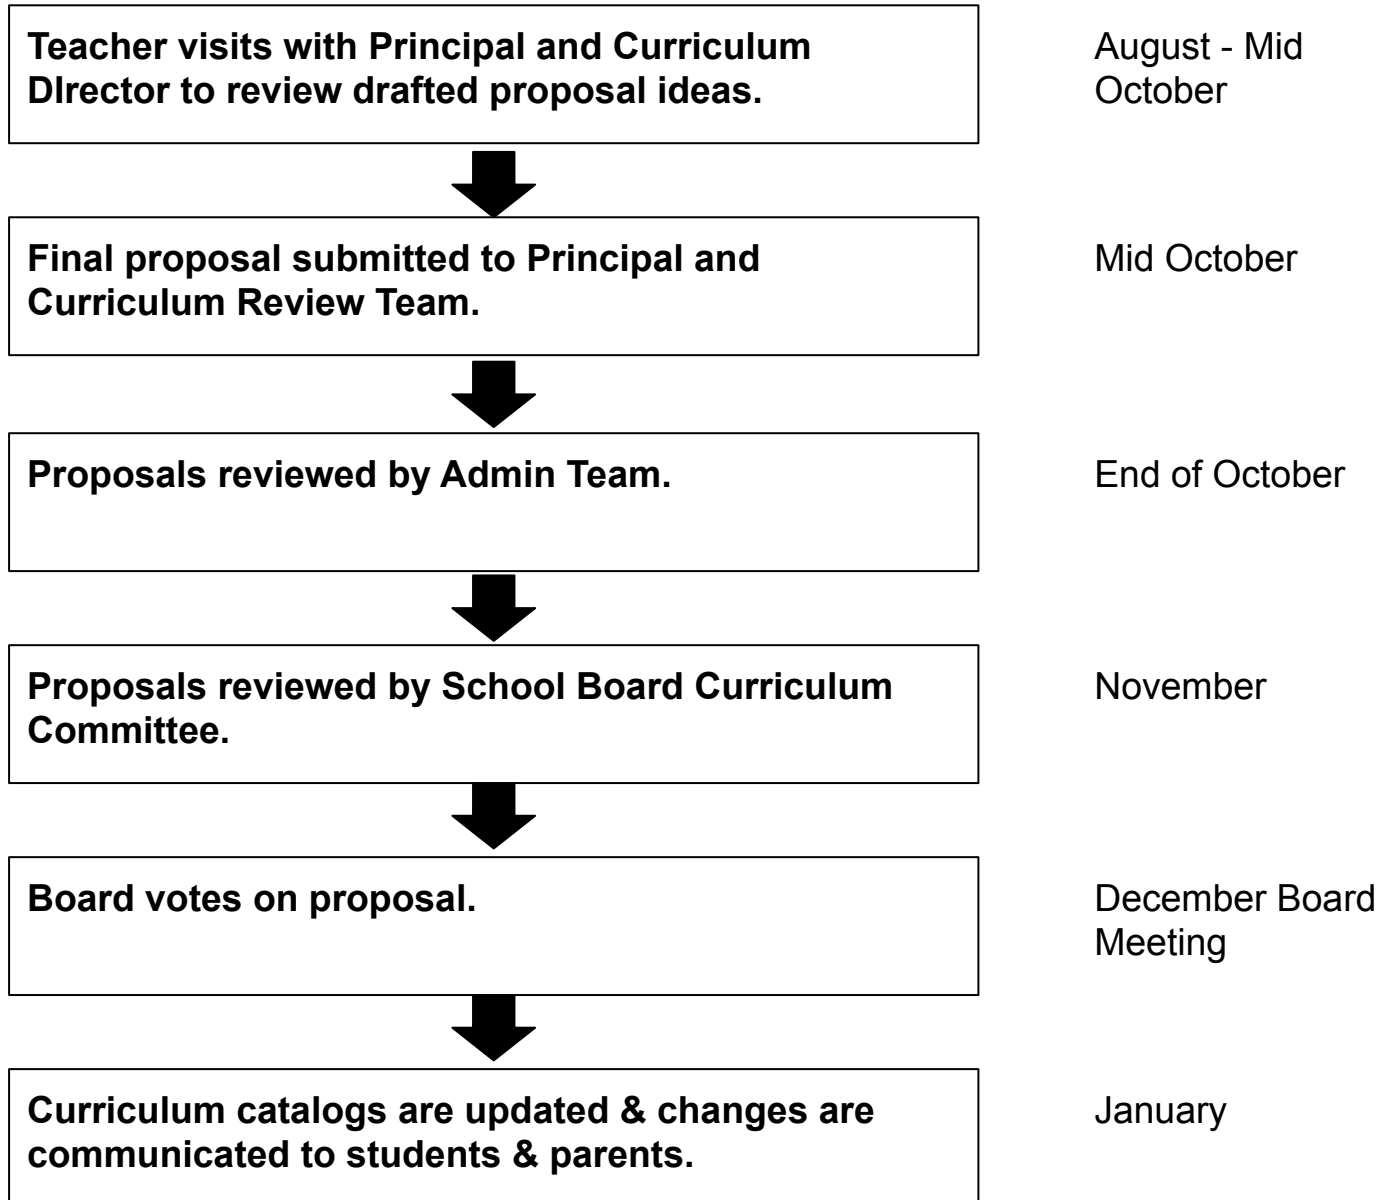 Teacher visits with Principal and Curriculum
DIrector to review drafted proposal ideas.
August - Mid
October
Final proposal submitted to Principal and
Curriculum Review Team.
Mid October
Proposals reviewed by Admin Team.
End of October
Proposals reviewed by School Board Curriculum
Committee.
November
Board votes on proposal.
December Board
Meeting
Curriculum catalogs are updated & changes are
communicated to students & parents.
January